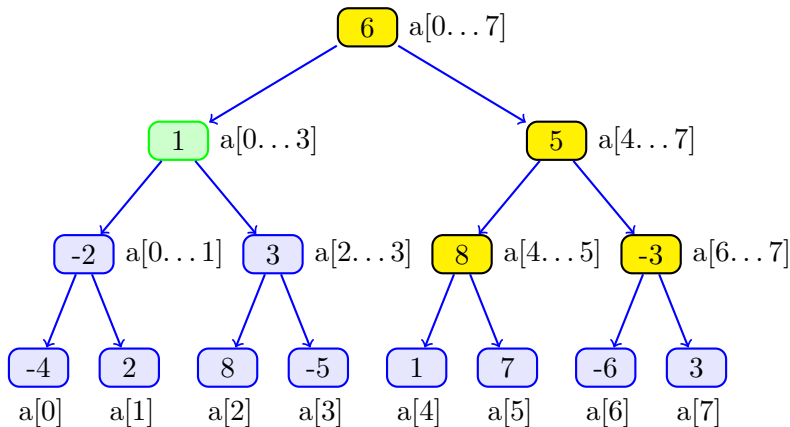 6 a[0…7]
1 a[0…3] 5 a[4…7]
-2 a[0…1] 3 a[2…3] 8 a[4…5] -3 a[6…7]
-4 2 8 -5 1 7 -6 3
a[0] a[1] a[2] a[3] a[4] a[5] a[6] a[7]